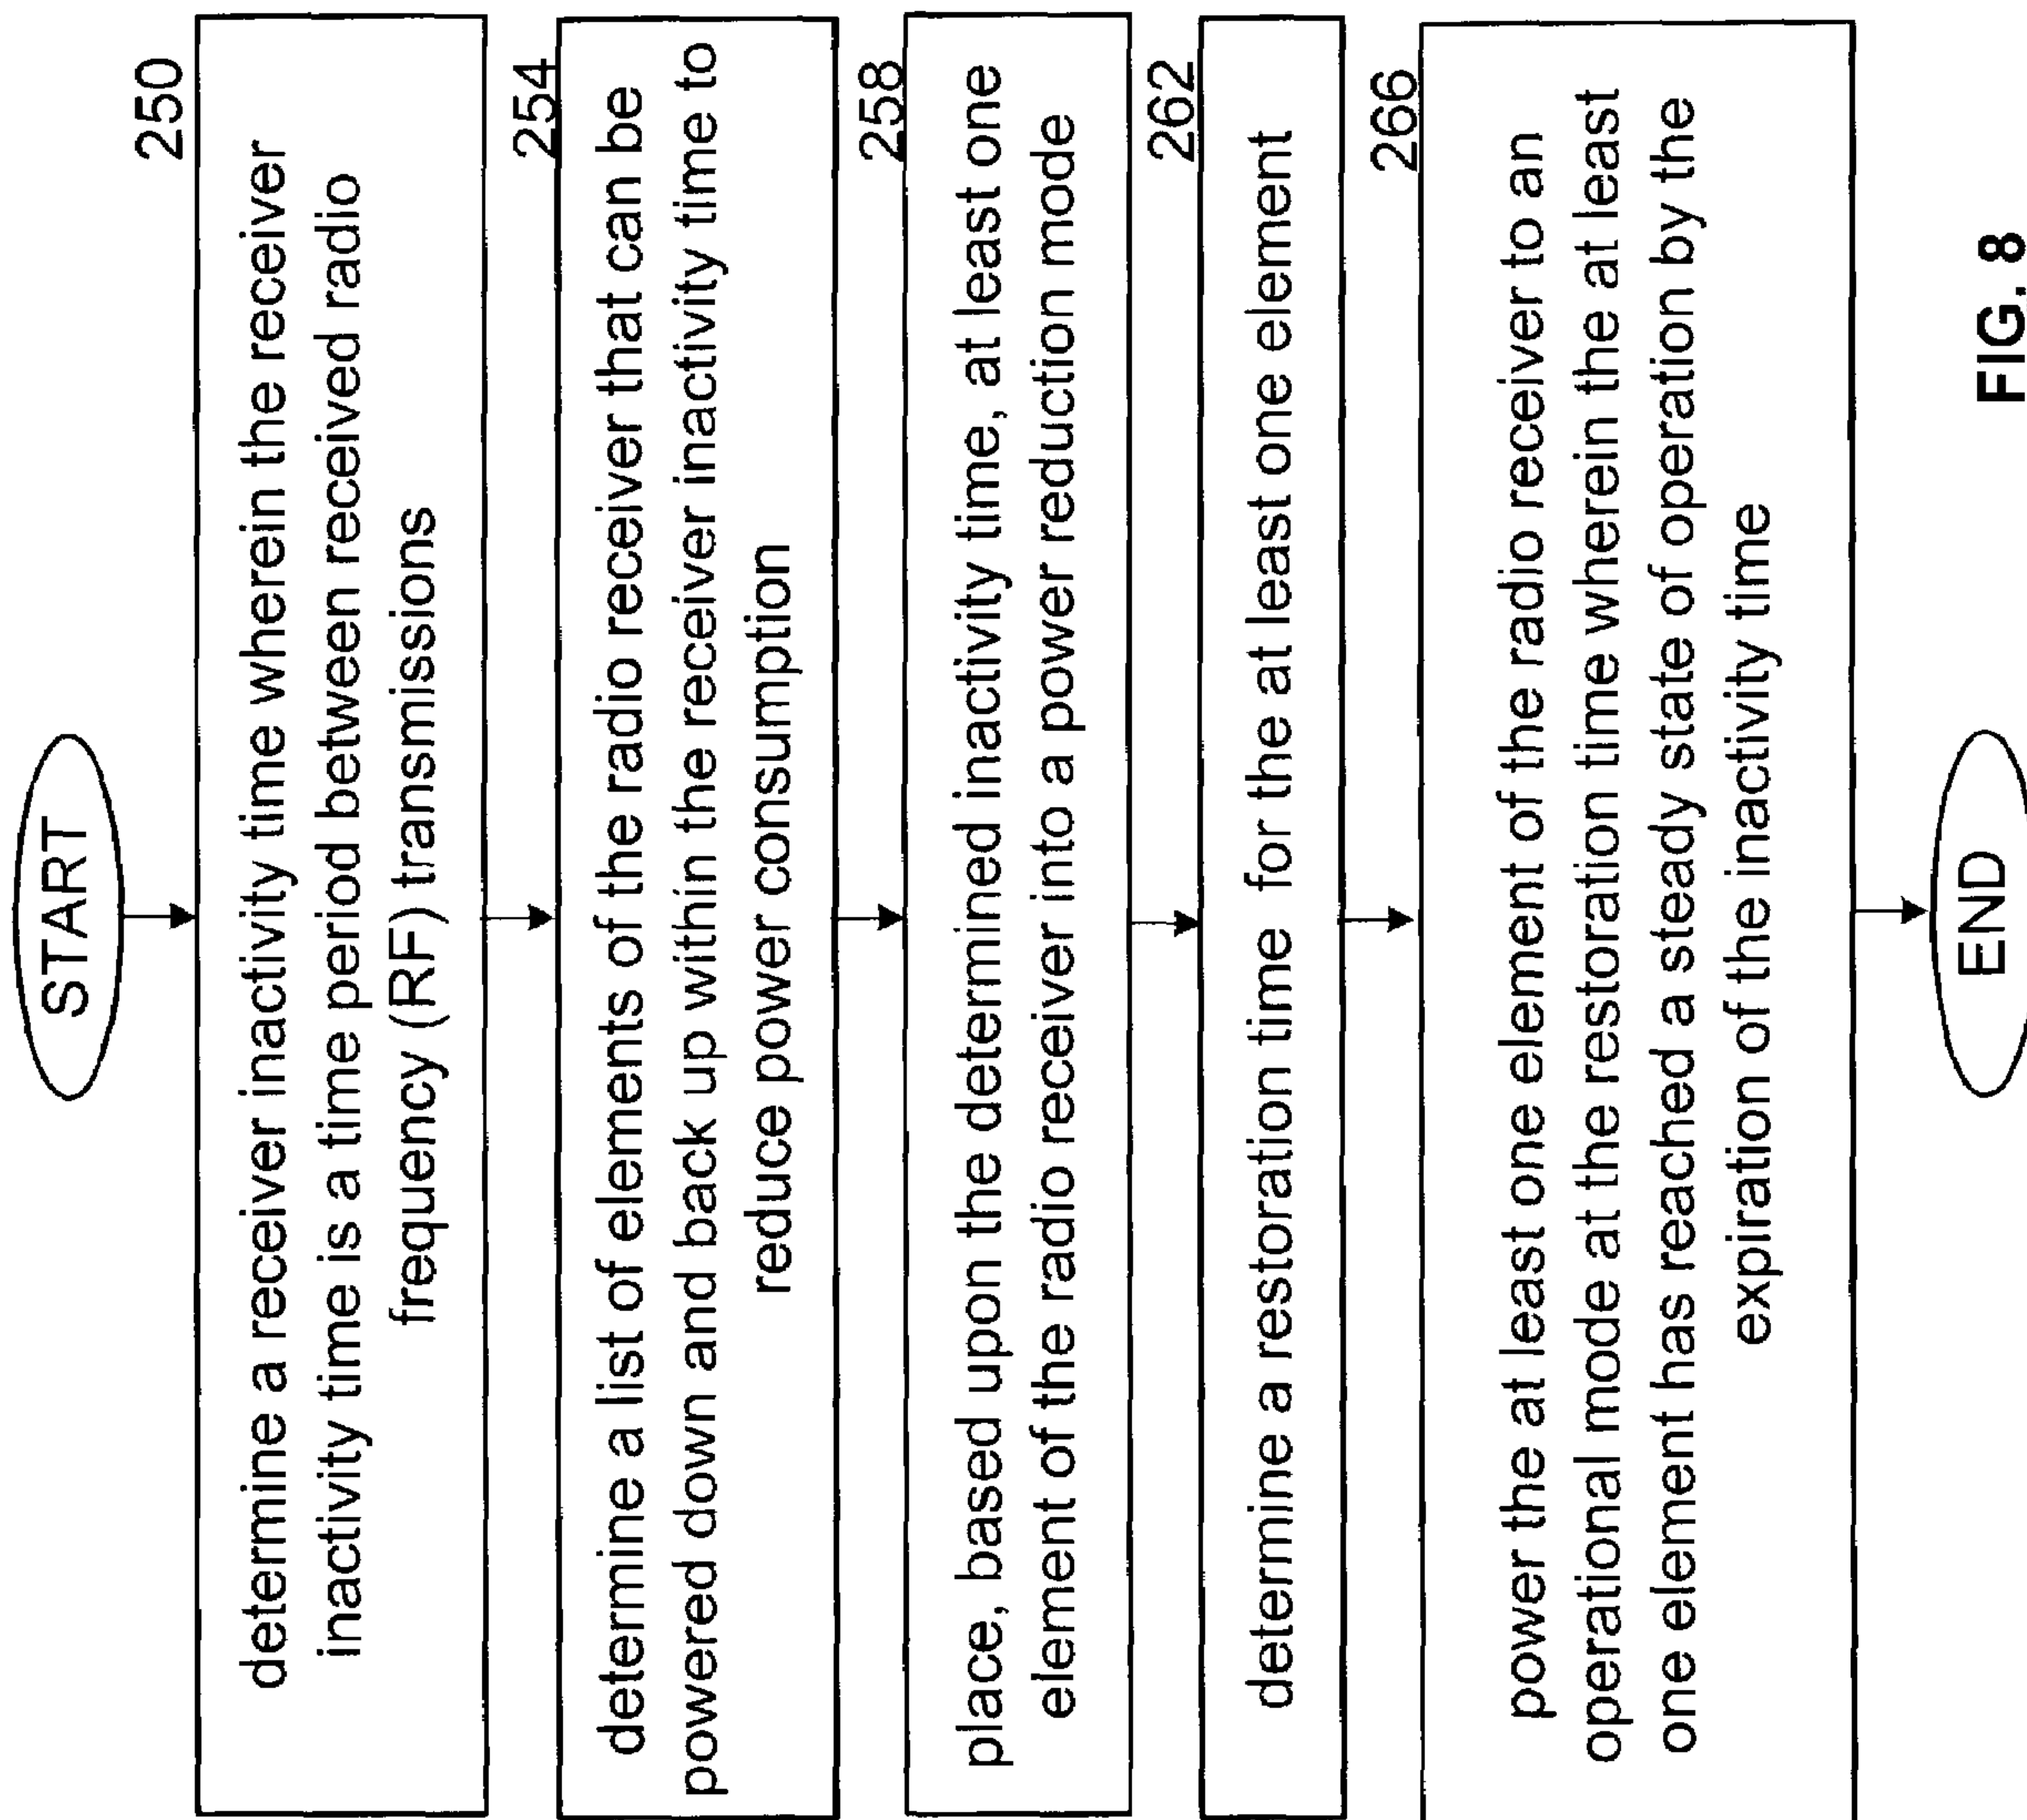 START
250
determine a receiver inactivity time wherein the receiver
inactivity time is a time period between received radio
frequency (RF) transmissions
254
determine a list of elements of the radio receiver that can be
powered down and back up within the receiver inactivity time to
reduce power consumption
258
place, based upon the determined inactivity time, at least one
element of the radio receiver into a power reduction mode
262
determine a restoration time for the at least one element
266
power the at least one element of the radio receiver to an
operational mode at the restoration time wherein the at least
one element has reached a steady state of operation by the
expiration of the inactivity time
END
FIG. 8